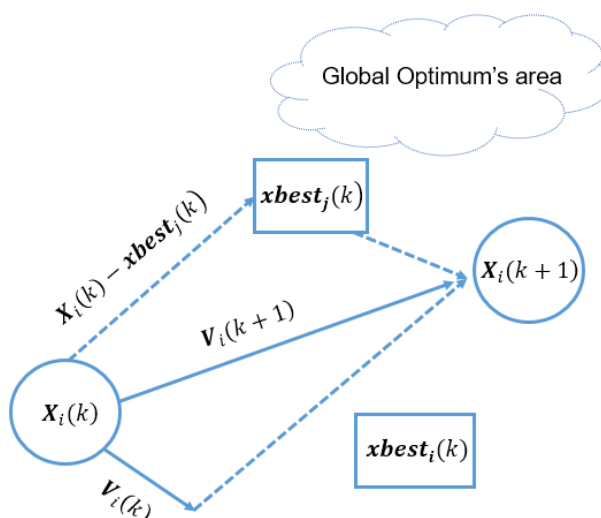 Global Optimum's area
xbest_j(k)
X_i(k) − xbest_j(k)
X_i(k + 1)
V_i(k + 1)
X_i(k)
xbest_i(k)
V_i(k)